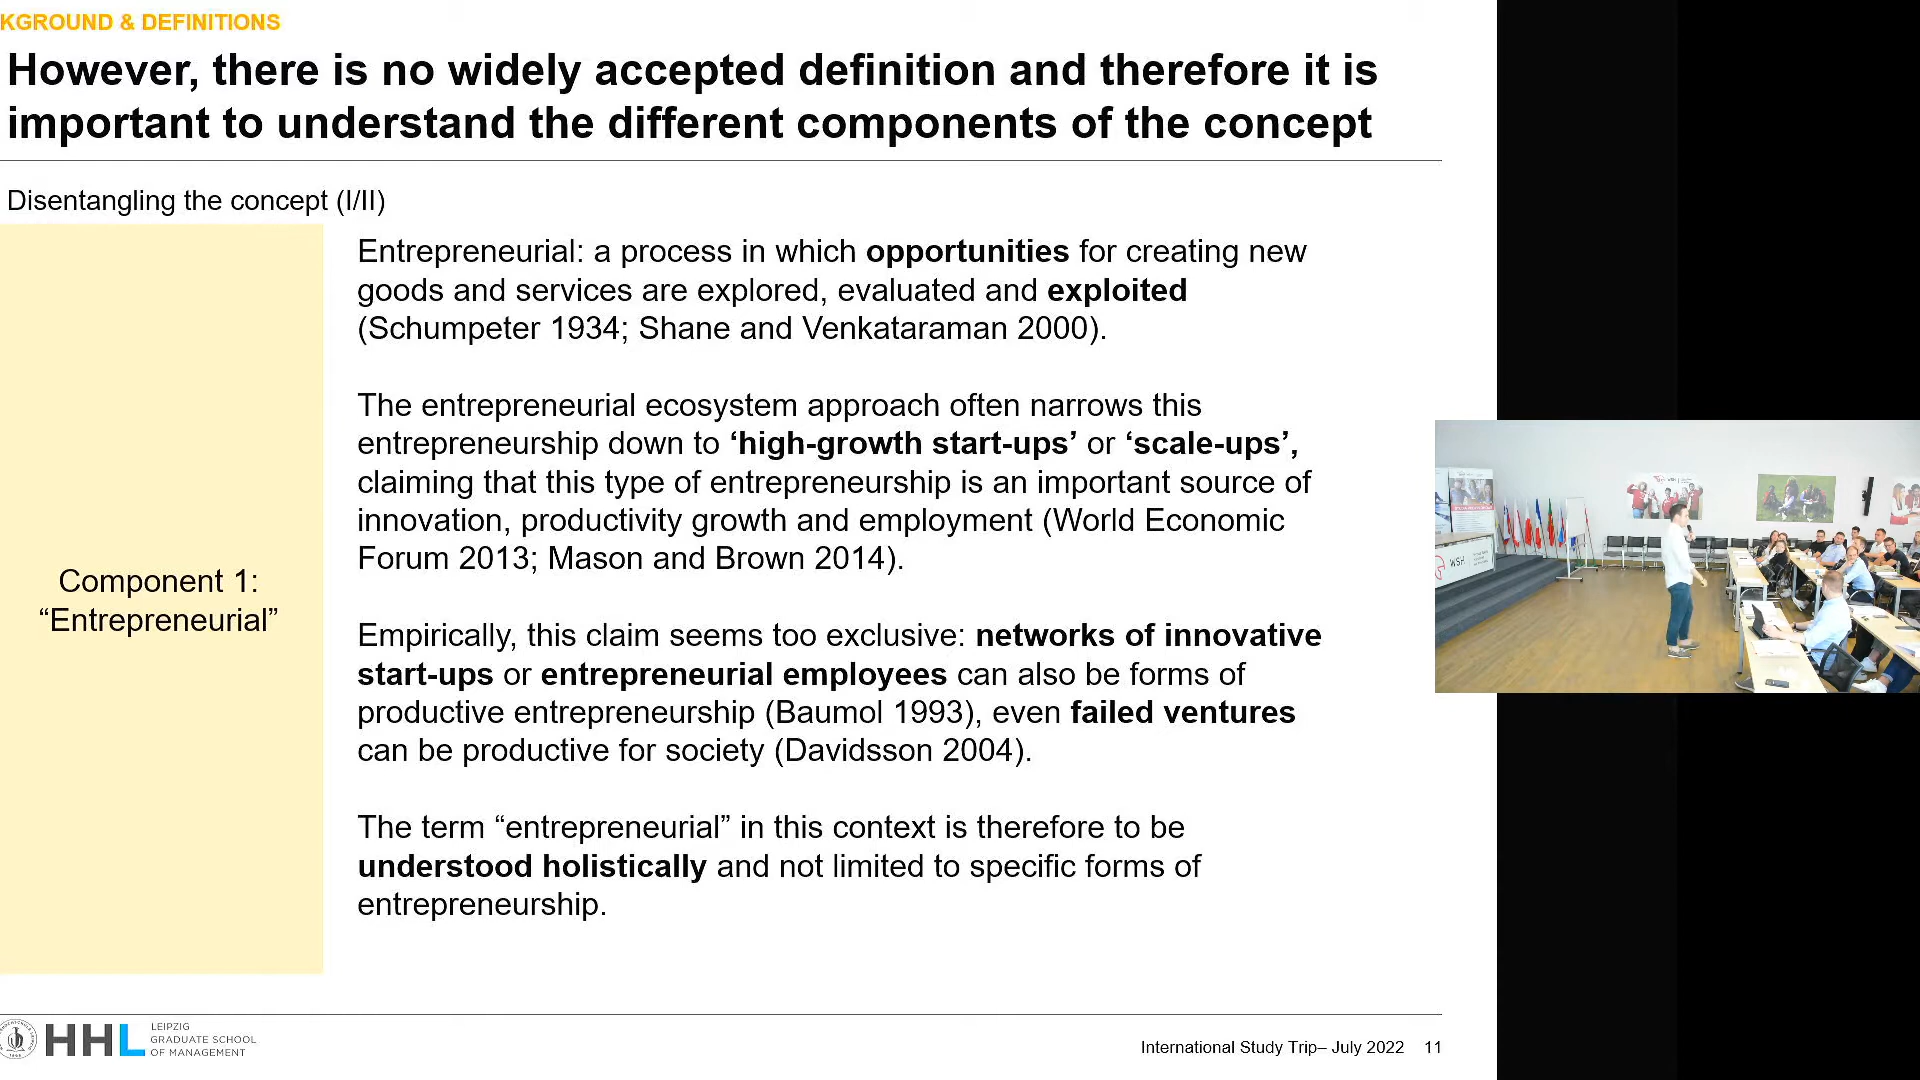 KGROUND & DEFINITIONS
However, there is no widely accepted definition and therefore it is
important to understand the different components of the concept
Disentangling the concept (I/II)
Component 1:
“Entrepreneurial”
Entrepreneurial: a process in which opportunities for creating new
goods and services are explored, evaluated and exploited
(Schumpeter 1934; Shane and Venkataraman 2000).
The entrepreneurial ecosystem approach often narrows this
entrepreneurship down to ‘high-growth start-ups’ or ‘scale-ups’,
claiming that this type of entrepreneurship is an important source of
innovation, productivity growth and employment (World Economic
Forum 2013; Mason and Brown 2014).
Empirically, this claim seems too exclusive: networks of innovative
start-ups or entrepreneurial employees can also be forms of
productive entrepreneurship (Baumol 1993), even failed ventures
can be productive for society (Davidsson 2004).
The term “entrepreneurial” in this context is therefore to be
understood holistically and not limited to specific forms of
entrepreneurship.
WSH
HHL
LEIPZIG
GRADUATE SCHOOL
OF MANAGEMENT
International Study Trip– July 2022 11